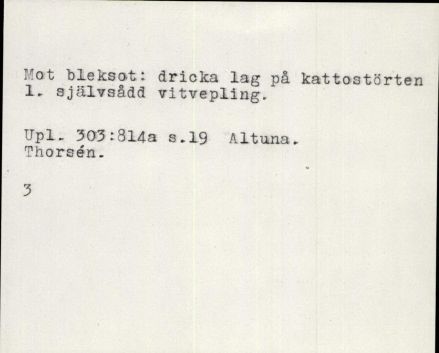 Mot bleksot: dricka lag på kattostörten
l. självsådd vitvepling.
Upl. 303:814a s.19 Altuna.
Thorsén.
3